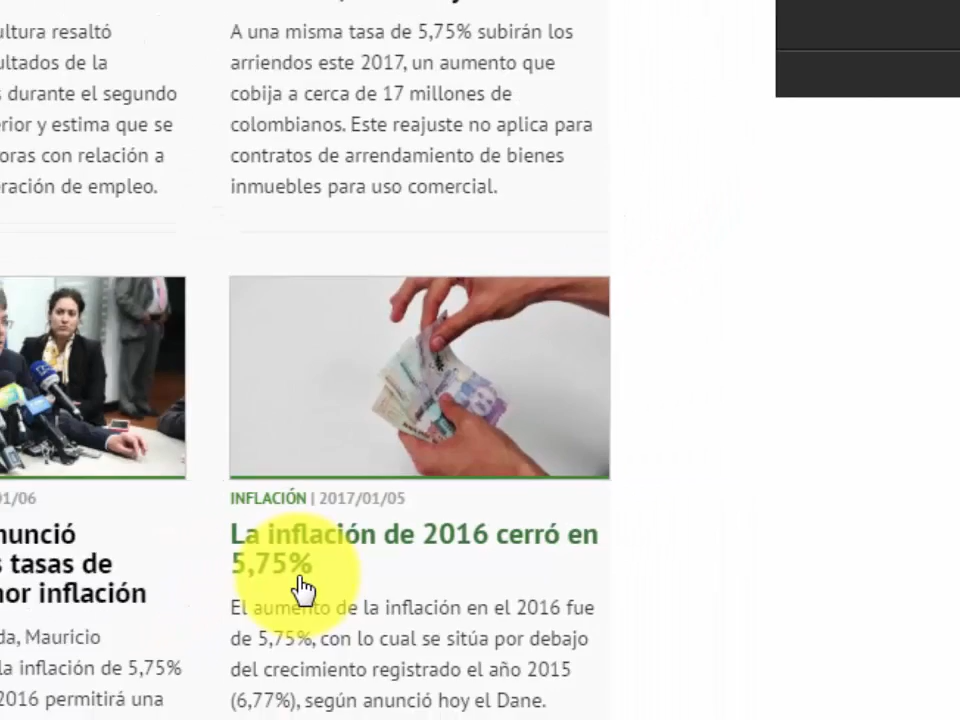 ultura resaltó
ultados de la
s durante el segundo
rior y estima que se
oras con relación a
ración de empleo.
A una misma tasa de 5,75% subirán los
arriendos este 2017, un aumento que
cobija a cerca de 17 millones de
colombianos. Este reajuste no aplica para
contratos de arrendamiento de bienes
inmuebles para uso comercial.
01/06
nunció
s tasas de
nor inflación
da, Mauricio
la inflación de 5,75%
2016 permitirá una
INFLACIÓN | 2017/01/05
La inflación de 2016 cerró en
5,75%
El aumento de la inflación en el 2016 fue
de 5,75%, con lo cual se sitúa por debajo
del crecimiento registrado el año 2015
(6,77%), según anunció hoy el Dane.